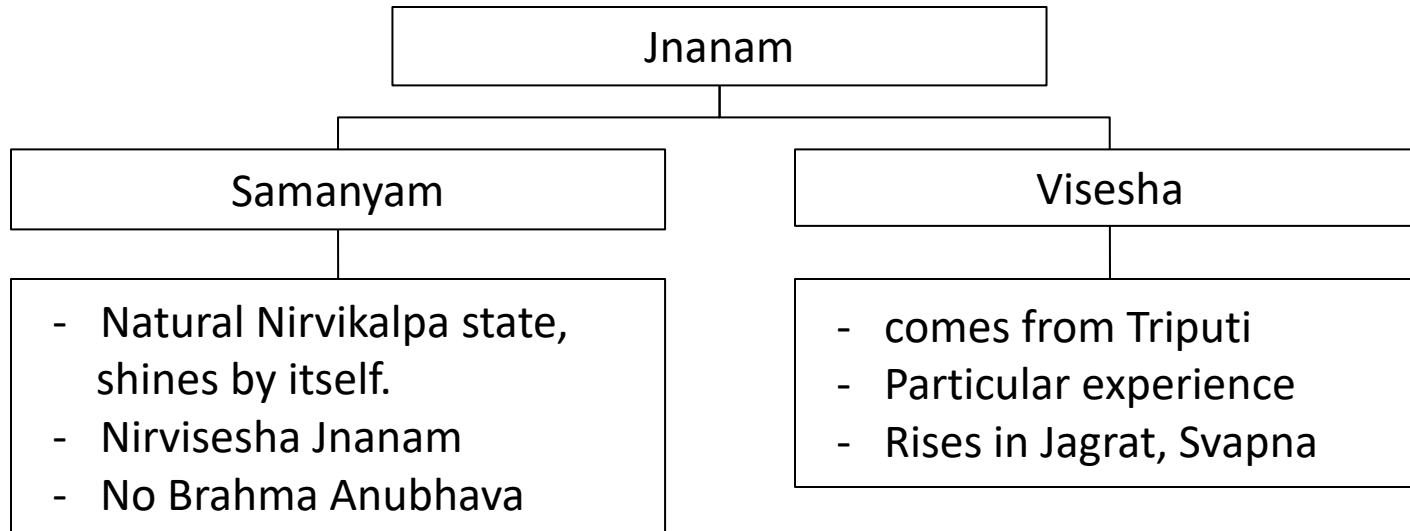 Jnanam
Samanyam
Visesha
- Natural Nirvikalpa state,
shines by itself.
- Nirvisesha Jnanam
- No Brahma Anubhava
- comes from Triputi
- Particular experience
- Rises in Jagrat, Svapna